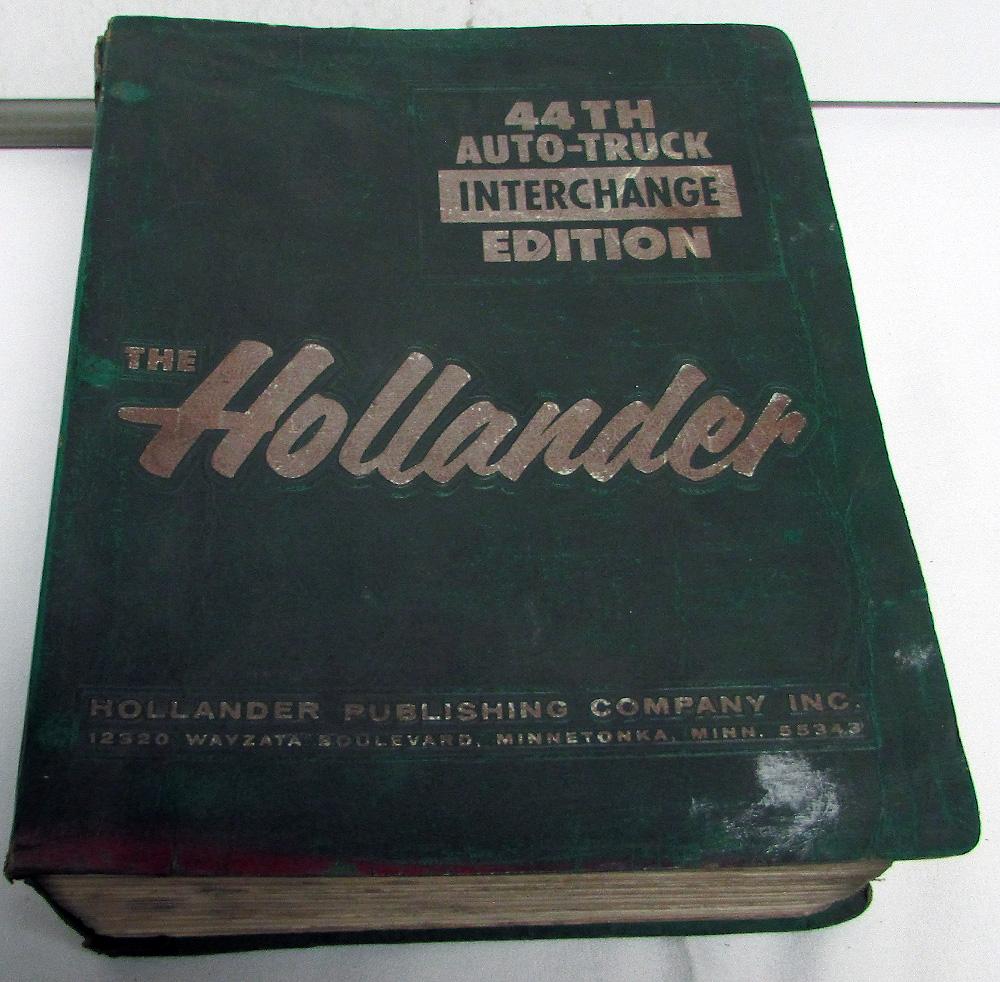 44TH
AUTO-TRUCK
INTERCHANGE
EDITION
THE
Hollander
HOLLANDER PUBLISHING COMPANY INC.
12320 WAYZATA BOULEVARD, MINNETONKA, MINN. 55343